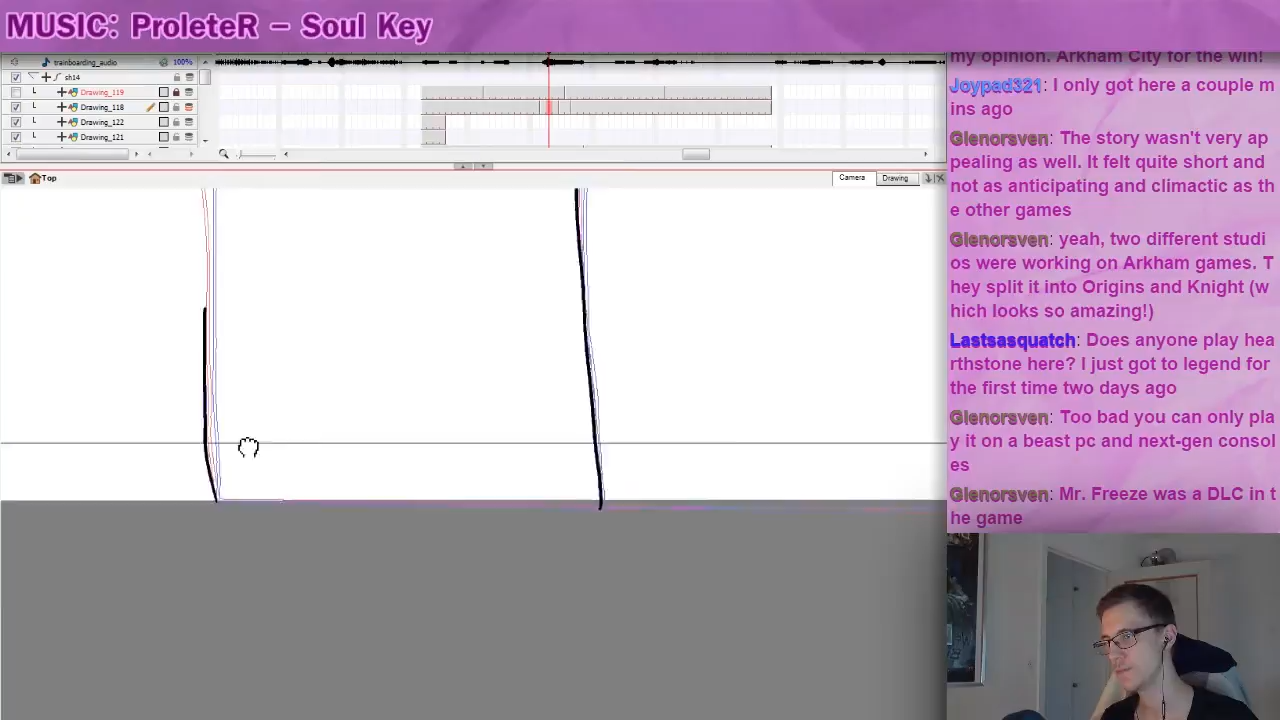 MUSIC: ProleteR – Soul Key
trainboarding_audio 100%
sh14
Drawing_119
Drawing_118
Drawing_122
Drawing_121
Top
Camera Drawing
my opinion. Arkham City for the win!
Joypad321: I only got here a couple m
ins ago
Glenorsven: The story wasn't very ap
pealing as well. It felt quite short and
not as anticipating and climactic as th
e other games
Glenorsven: yeah, two different studi
os were working on Arkham games. T
hey split it into Origins and Knight (w
hich looks so amazing!)
Lastsasquatch: Does anyone play hea
rthstone here? I just got to legend for
the first time two days ago
Glenorsven: Too bad you can only pla
y it on a beast pc and next-gen consol
es
Glenorsven: Mr. Freeze was a DLC in t
he game